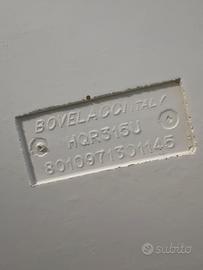 BOVELACCI ITALY
HQR316U
8010971301145
subito